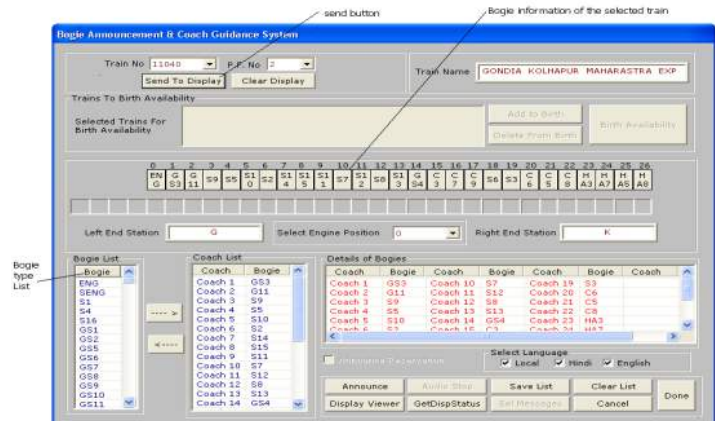 send button
Bogie information of the selected train
Bogie Announcement & Coach Guidance System
Train No 11040 P.F. No 2
Send To Display Clear Display
Train Name GONDIA KOLHAPUR MAHARASTRA EXP
Trains To Birth Availability
Selected Trains For Birth Availability
Add to Birth
Delete From Birth
Birth Availability
0 1 2 3 4 5 6 7 8 9 10 11 12 13 14 15 16 17 18 19 20 21 22 23 24 25 26
ENG GS3 G11 S9 S5 S10 S2 S14 S15 S11 S7 S12 S8 S13 GS4 C3 C7 C9 S6 S3 C6 C5 C8 HA3 HA7 HA5 HA8
Left End Station G Select Engine Position 0 Right End Station K
Bogie type List
Bogie List
Bogie
ENG
SENG
S1
S4
S16
GS1
GS2
GS5
GS6
GS7
GS8
GS9
GS10
GS11
---- >
<----
Coach List
Coach Bogie
Coach 1 GS3
Coach 2 G11
Coach 3 S9
Coach 4 S5
Coach 5 S10
Coach 6 S2
Coach 7 S14
Coach 8 S15
Coach 9 S11
Coach 10 S7
Coach 11 S12
Coach 12 S8
Coach 13 S13
Coach 14 GS4
Details of Bogies
Coach Bogie Coach Bogie Coach Bogie Coach
Coach 1 GS3 Coach 10 S7 Coach 19 S3
Coach 2 G11 Coach 11 S12 Coach 20 C6
Coach 3 S9 Coach 12 S8 Coach 21 C5
Coach 4 S5 Coach 13 S13 Coach 22 C8
Coach 5 S10 Coach 14 GS4 Coach 23 HA3
Coach 6 S2 Coach 15 C3 Coach 24 HA7
Select Language
Local Hindi English
Announce Audio Stop Save List Clear List
Display Viewer GetDispStatus Set Messages Cancel
Done